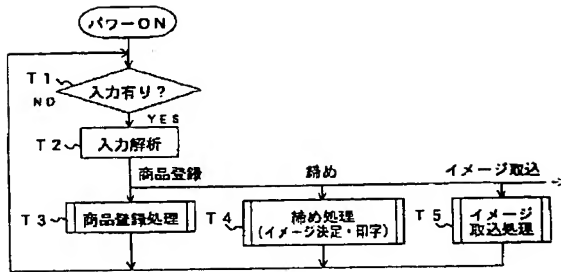 パワーON
T1
入力有り?
NO
YES
T2
入力解析
商品登録
締め
イメージ取込
T3
商品登録処理
T4
締め処理
(イメージ決定・印字)
T5
イメージ
取込処理